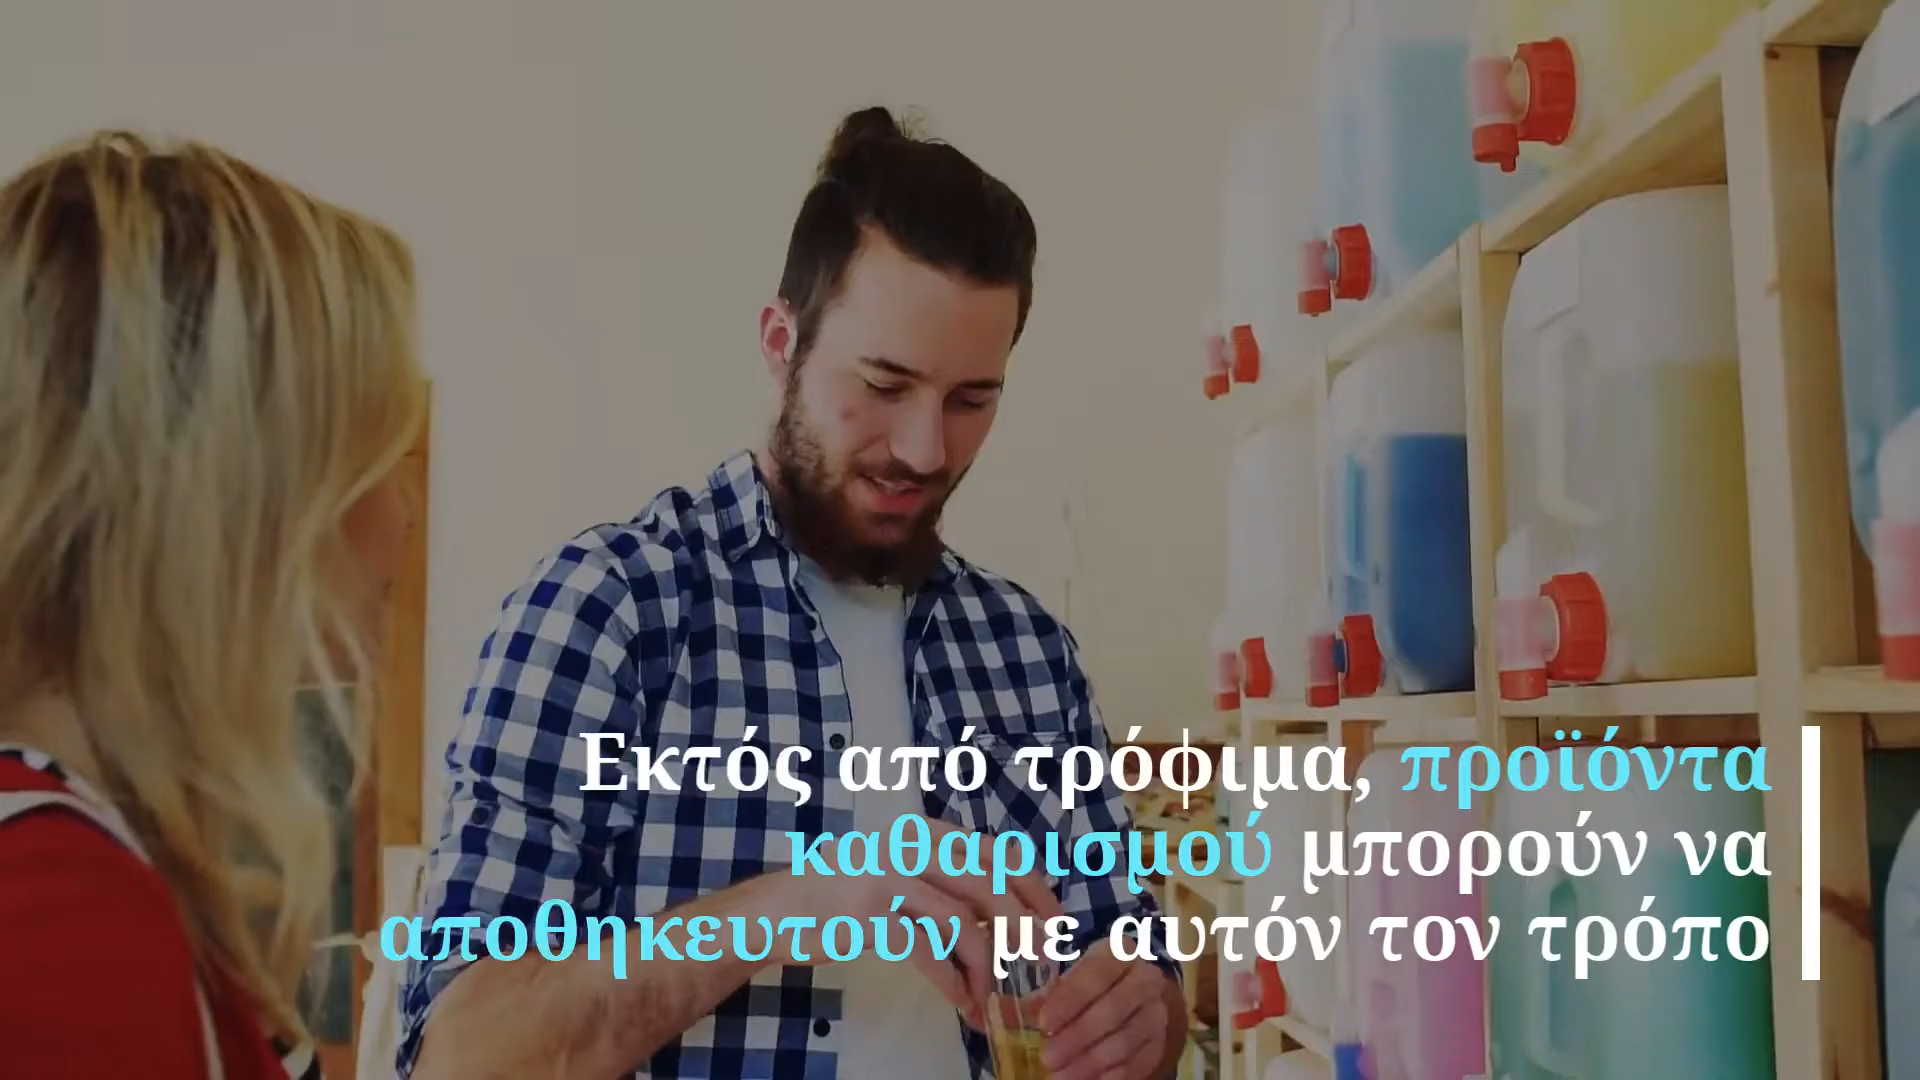 Εκτός από τρόφιμα, προϊόντα
καθαρισμού μπορούν να
αποθηκευτούν με αυτόν τον τρόπο